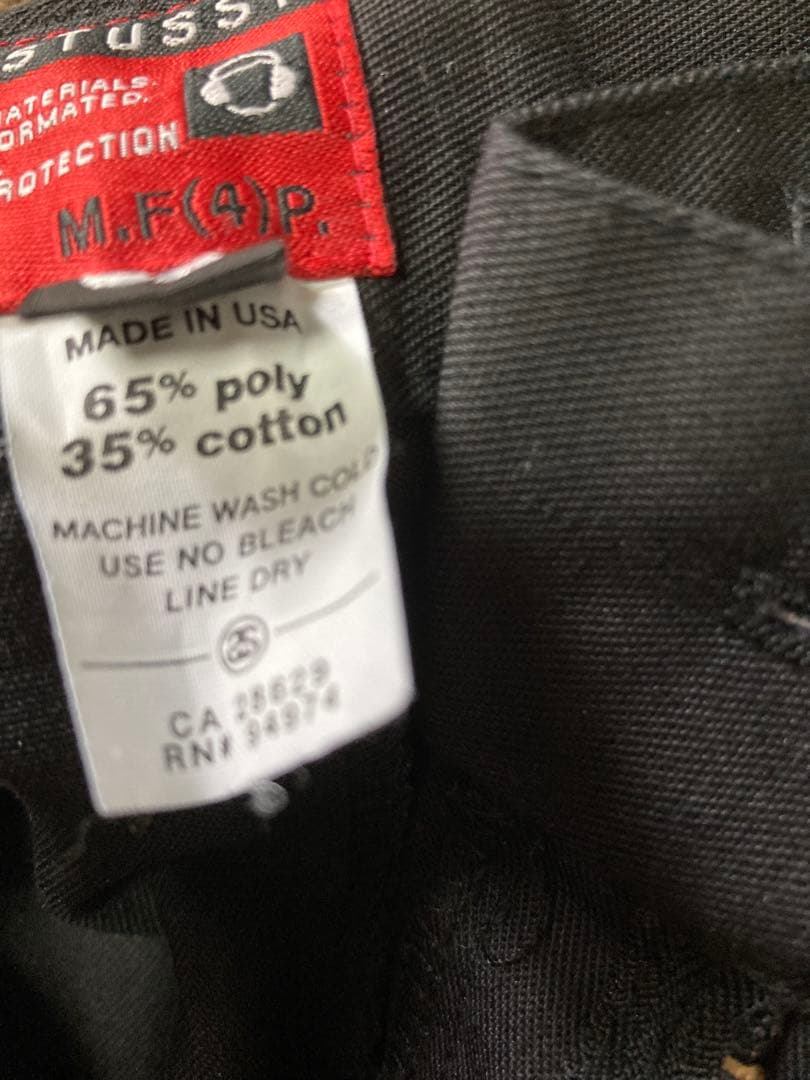 STUSSY
MATERIALS.
FORMATED.
PROTECTION
M.F(4)P.
MADE IN USA
65% poly
35% cotton
MACHINE WASH COLD
USE NO BLEACH
LINE DRY
CA 28629
RN# 94974